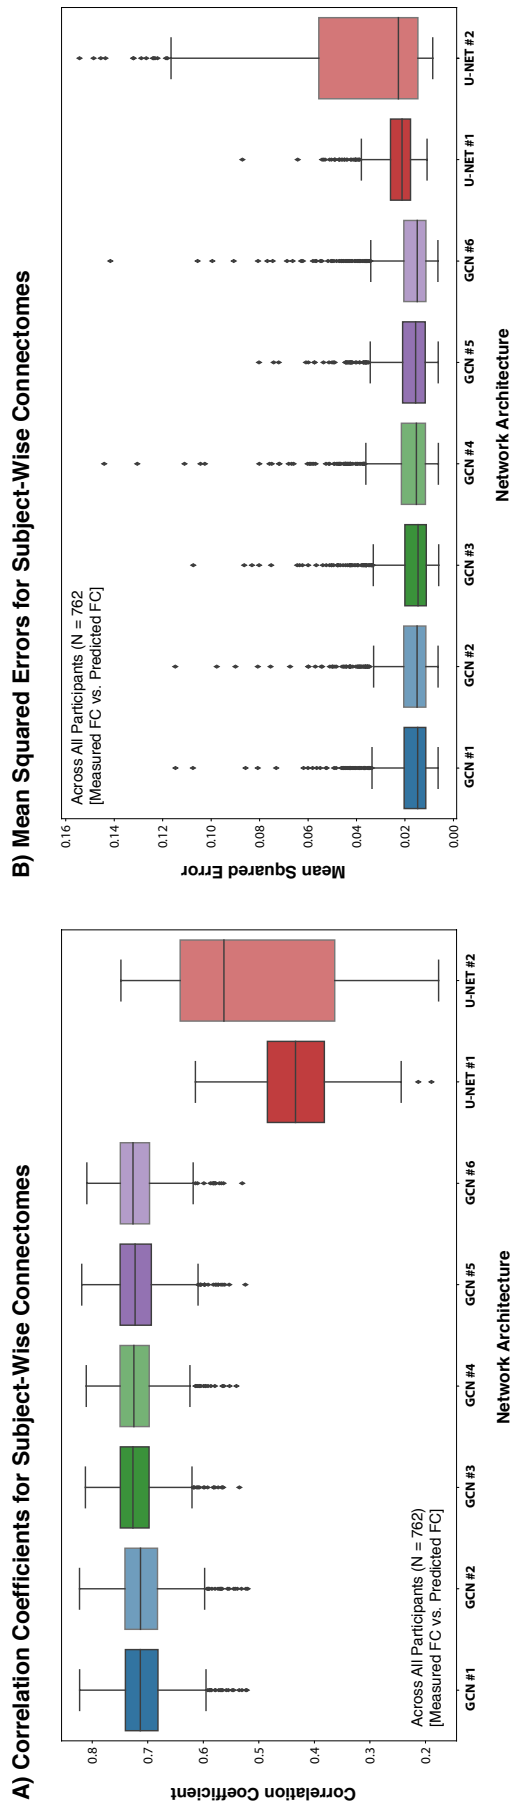 A) Correlation Coefficients for Subject-Wise Connectomes
Correlation Coefficient
0.8
0.7
0.6
0.5
0.4
0.3
0.2
Across All Participants (N = 762)
[Measured FC vs. Predicted FC]
GCN #1 GCN #2 GCN #3 GCN #4 GCN #5 GCN #6 U-NET #1 U-NET #2
Network Architecture
B) Mean Squared Errors for Subject-Wise Connectomes
Mean Squared Error
0.16
0.14
0.12
0.10
0.08
0.06
0.04
0.02
0.00
Across All Participants (N = 762
[Measured FC vs. Predicted FC]
GCN #1 GCN #2 GCN #3 GCN #4 GCN #5 GCN #6 U-NET #1 U-NET #2
Network Architecture